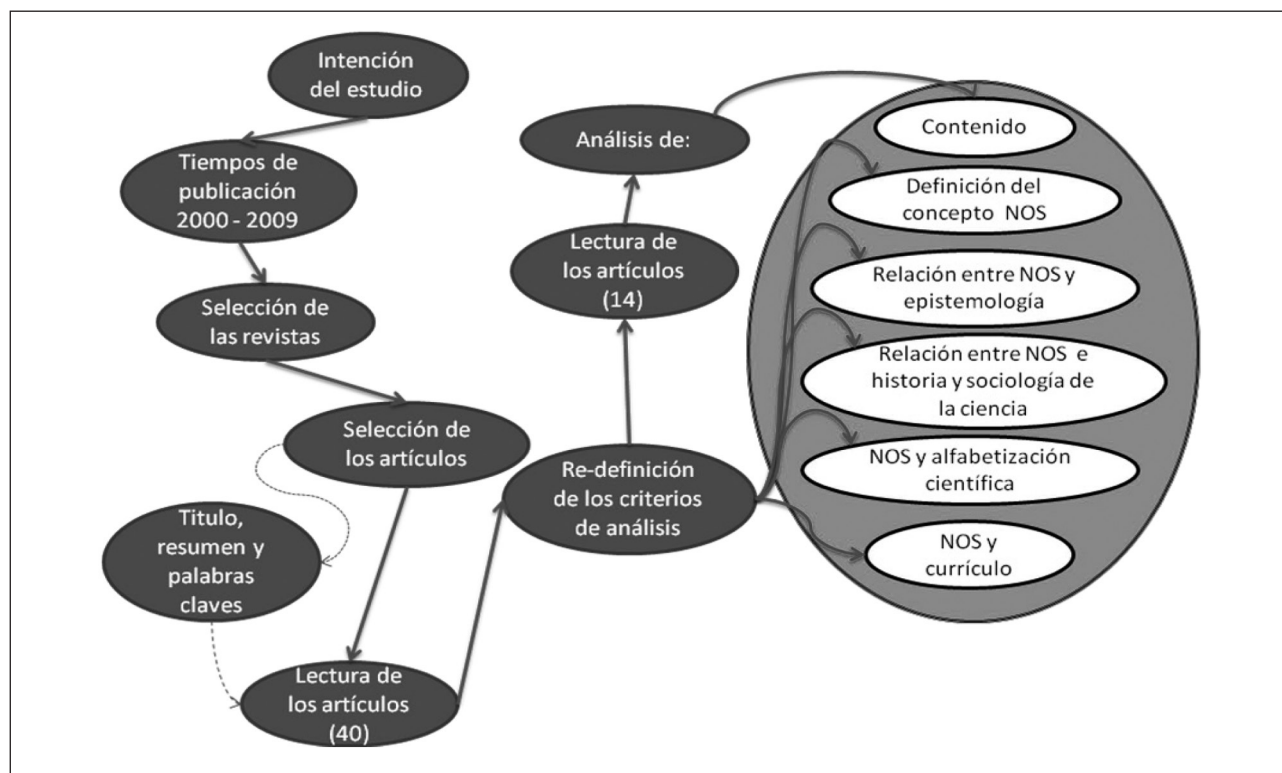 Intención
del estudio
Tiempos de
publicación
2000 - 2009
Selección de
las revistas
Selección de
los artículos
Titulo,
resumen y
palabras
claves
Lectura de
los artículos
(40)
Re-definición
de los criterios
de análisis
Lectura de
los artículos
(14)
Análisis de:
Contenido
Definición del
concepto NOS
Relación entre NOS y
epistemología
Relación entre NOS e
historia y sociología de
la ciencia
NOS y alfabetización
científica
NOS y
currículo